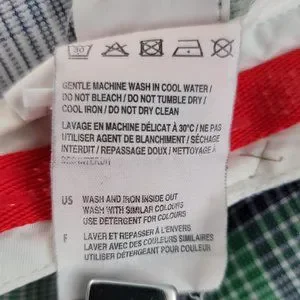 30
GENTLE MACHINE WASH IN COOL WATER /
DO NOT BLEACH / DO NOT TUMBLE DRY /
COOL IRON / DO NOT DRY CLEAN
LAVAGE EN MACHINE DÉLICAT À 30°C / NE PAS
UTILISER AGENT DE BLANCHIMENT / SÉCHAGE
INTERDIT / REPASSAGE DOUX / NETTOYAGE À
US WASH AND IRON INSIDE OUT
WASH WITH SIMILAR COLOURS
USE DETERGENT FOR COLOURS
F LAVER ET REPASSER À L'ENVERS
LAVER AVEC DES COULEURS SIMILAIRES
UTILISER DÉTERGENT POUR COULEURS